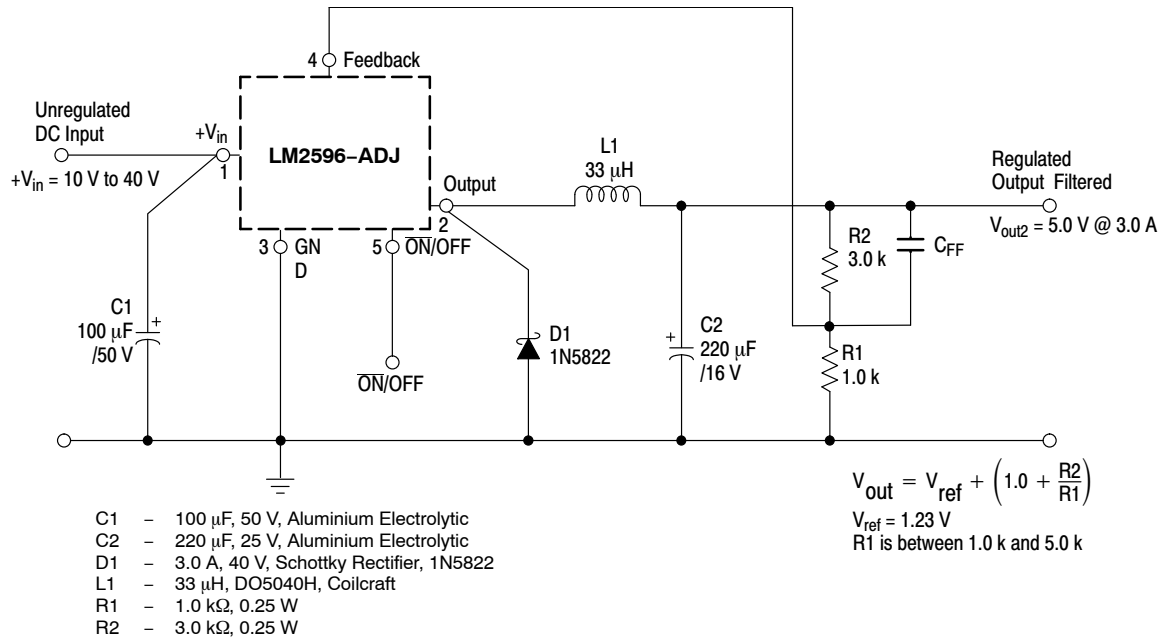 4 Feedback
Unregulated
DC Input
+Vin
1
LM2596−ADJ
+Vin = 10 V to 40 V
Output
2
L1
33 μH
Regulated
Output Filtered
Vout2 = 5.0 V @ 3.0 A
3 GN
D
5 ON/OFF
R2
3.0 k
CFF
C1
100 μF
/50 V
+
ON/OFF
D1
1N5822
+
C2
220 μF
/16 V
R1
1.0 k
Vout = Vref + (1.0 + R2/R1)
Vref = 1.23 V
R1 is between 1.0 k and 5.0 k
C1 – 100 μF, 50 V, Aluminium Electrolytic
C2 – 220 μF, 25 V, Aluminium Electrolytic
D1 – 3.0 A, 40 V, Schottky Rectifier, 1N5822
L1 – 33 μH, DO5040H, Coilcraft
R1 – 1.0 kΩ, 0.25 W
R2 – 3.0 kΩ, 0.25 W